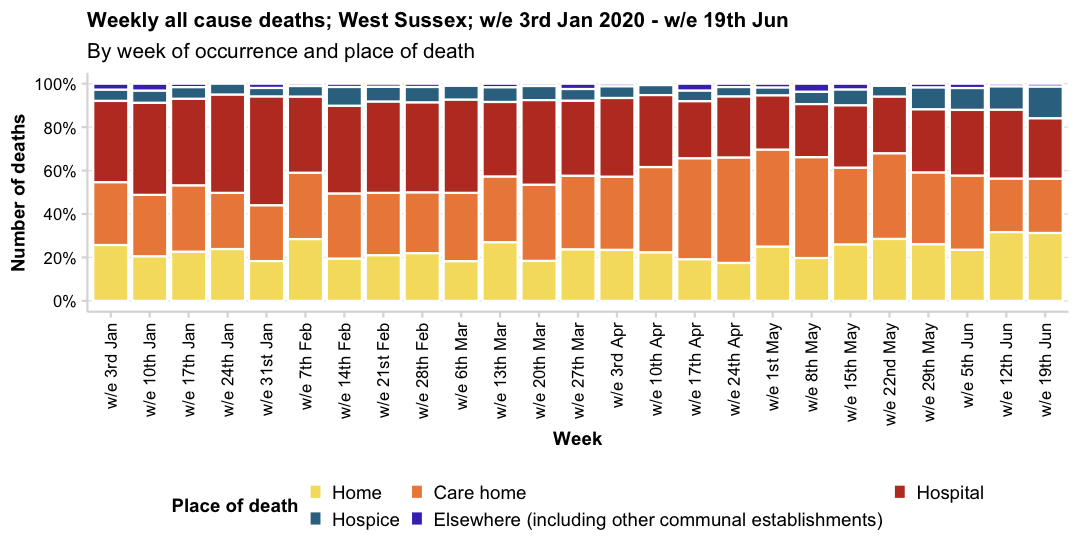 Weekly all cause deaths; West Sussex; w/e 3rd Jan 2020 - w/e 19th Jun
By week of occurrence and place of death
Number of deaths
100%
80%
60%
40%
20%
0%
w/e 3rd Jan
w/e 10th Jan
w/e 17th Jan
w/e 24th Jan
w/e 31st Jan
w/e 7th Feb
w/e 14th Feb
w/e 21st Feb
w/e 28th Feb
w/e 6th Mar
w/e 13th Mar
w/e 20th Mar
w/e 27th Mar
w/e 3rd Apr
w/e 10th Apr
w/e 17th Apr
w/e 24th Apr
w/e 1st May
w/e 8th May
w/e 15th May
w/e 22nd May
w/e 29th May
w/e 5th Jun
w/e 12th Jun
w/e 19th Jun
Week
Place of death
Home
Care home
Hospital
Hospice
Elsewhere (including other communal establishments)